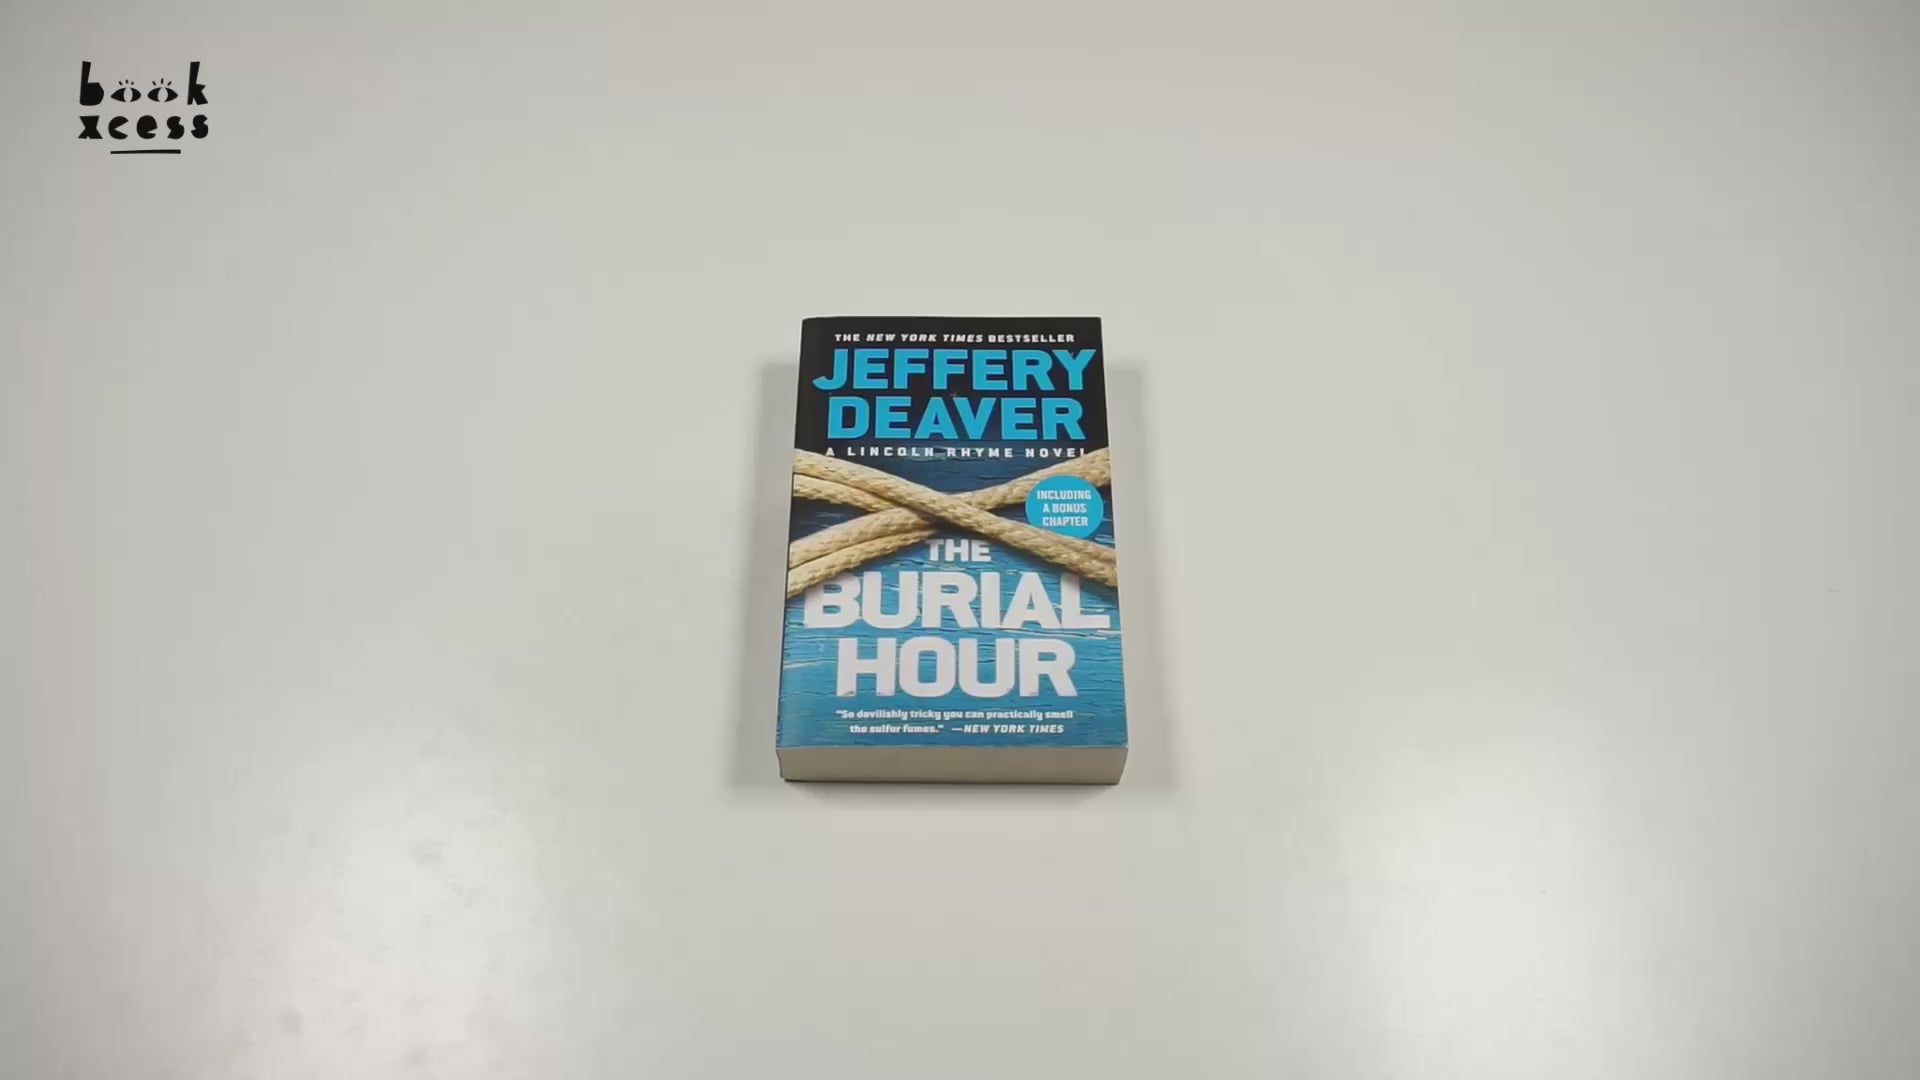 book
xcess
THE NEW YORK TIMES BESTSELLER
JEFFERY
DEAVER
A LINCOLN RHYME NOVEL
INCLUDING
A BONUS
CHAPTER
THE
BURIAL
HOUR
"So devilishly tricky you can practically smell
the sulfur fumes." —NEW YORK TIMES